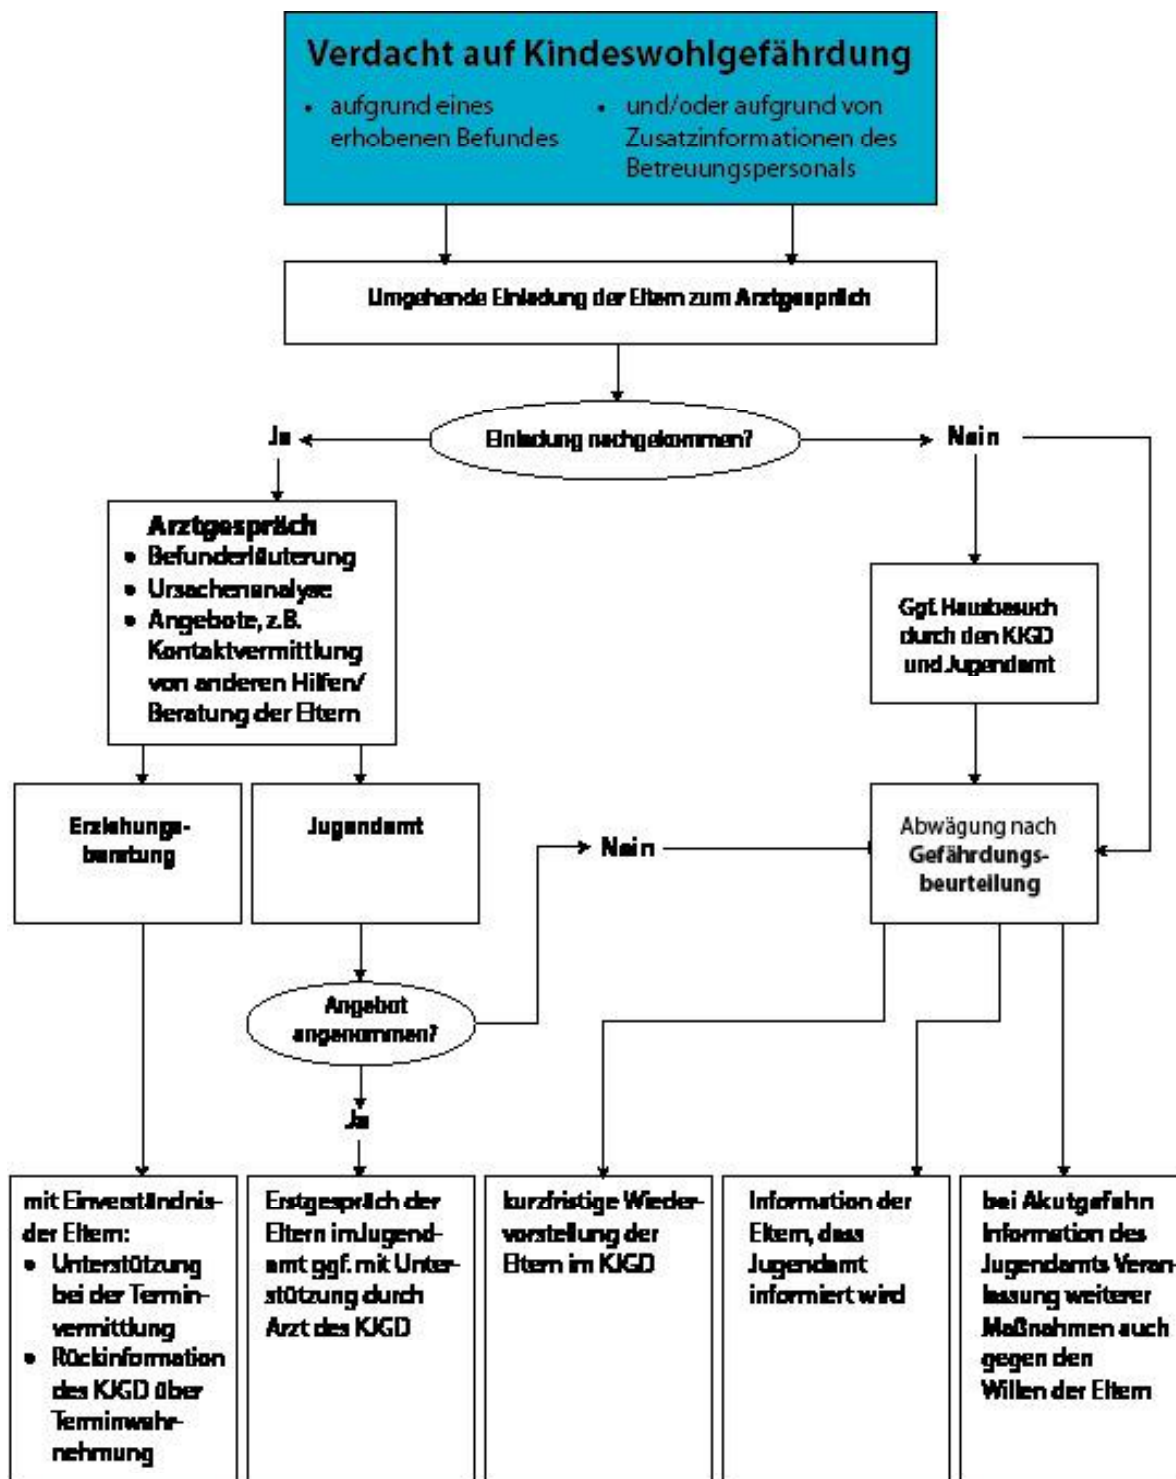 Verdacht auf Kindeswohlgefährdung
• aufgrund eines
erhobenen Befundes
• und/oder aufgrund von
Zusatzinformationen des
Betreuungspersonals
Umgehende Einladung der Eltern zum Arztgespräch
Einladung nachgekommen?
Ja
Nein
Arztgespräch
• Befunderläuterung
• Ursachenanalyse
• Angebote, z.B.
Kontaktvermittlung
von anderen Hilfen/
Beratung der Eltern
Ggf. Hausbesuch
durch den KJGD
und Jugendamt
Erziehungs-
beratung
Jugendamt
Nein
Abwägung nach
Gefährdungs-
beurteilung
Angebot
angenommen?
Ja
mit Einverständnis
der Eltern:
• Unterstützung
bei der Termin-
vermittlung
• Rückinformation
des KJGD über
Terminwahr-
nehmung
Erstgespräch der
Eltern im Jugend-
amt ggf. mit Unter-
stützung durch
Arzt des KJGD
kurzfristige Wieder-
vorstellung der
Eltern im KJGD
Information der
Eltern, dass
Jugendamt
informiert wird
bei Akutgefahr:
Information des
Jugendamts Veran-
lassung weiterer
Maßnahmen auch
gegen den
Willen der Eltern